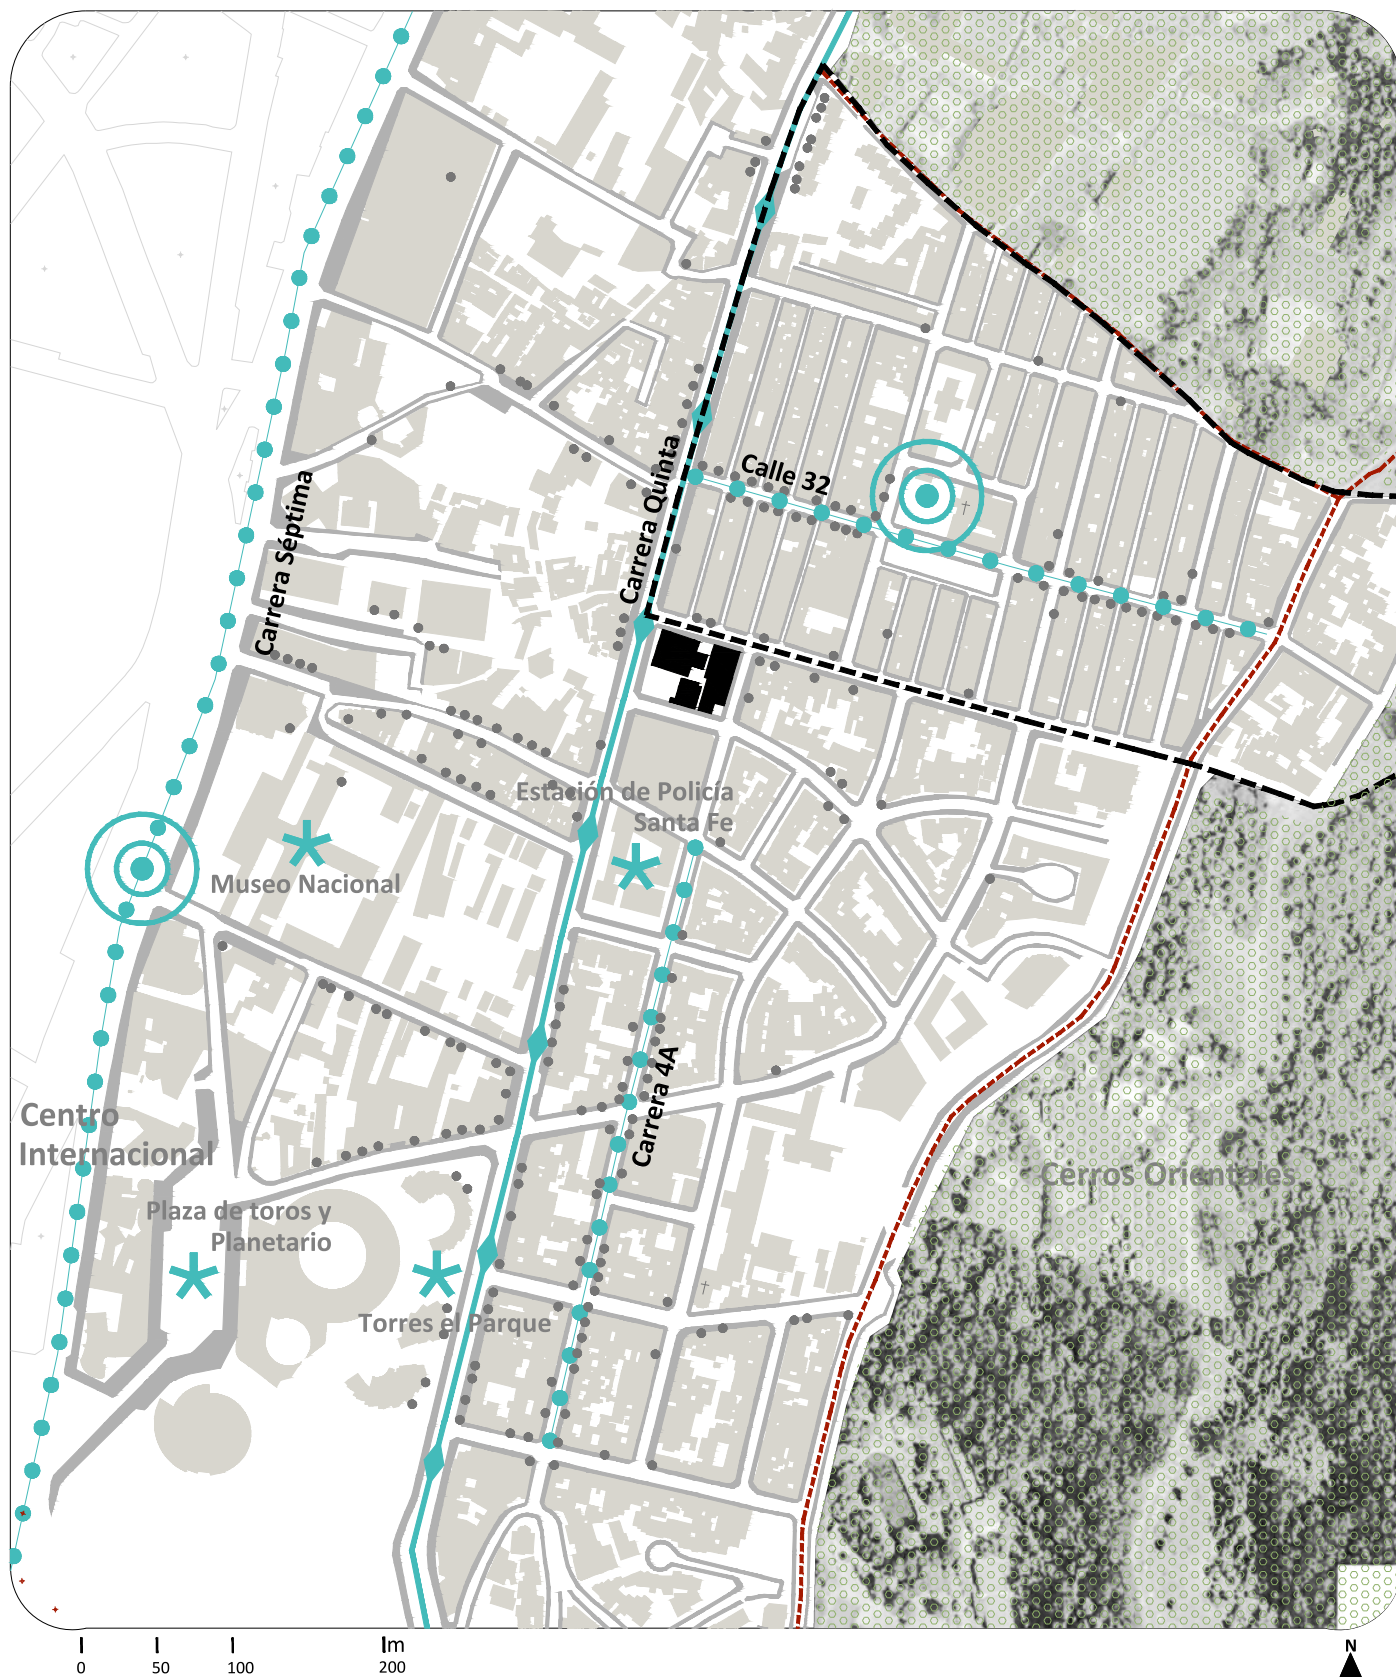 Calle 32
Carrera Quinta
Carrera Séptima
Estación de Policía
Santa Fe
Museo Nacional
Carrera 4A
Centro
Internacional
Cerros Orientales
Plaza de toros y
Planetario
Torres el Parque
0
50
100
m
200
N